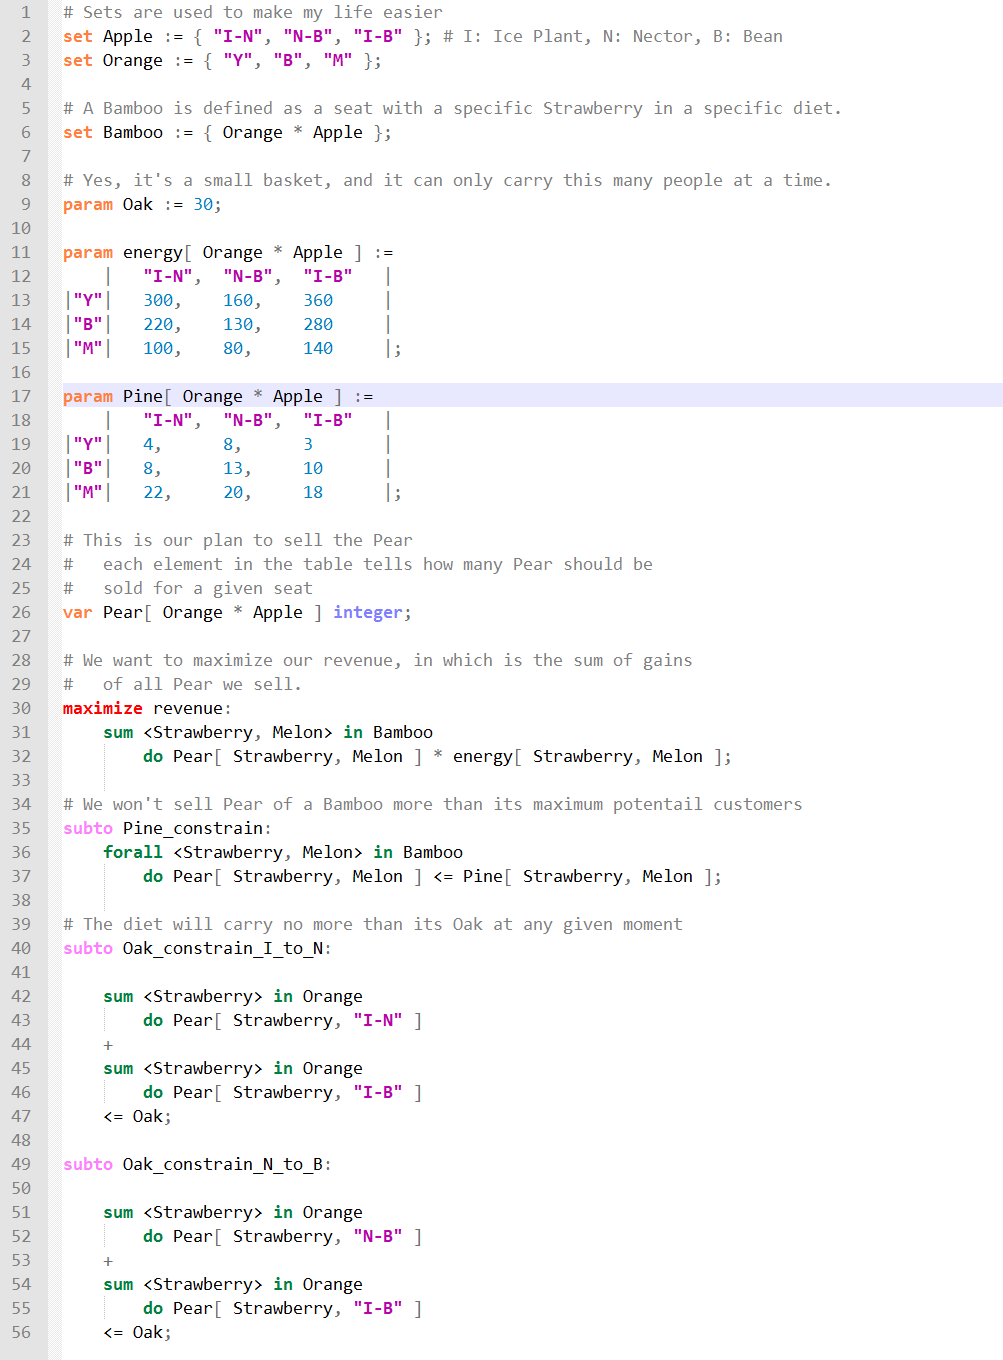 1 # Sets are used to make my life easier
2 set Apple := { "I-N", "N-B", "I-B" }; # I: Ice Plant, N: Nector, B: Bean
3 set Orange := { "Y", "B", "M" };
4
5 # A Bamboo is defined as a seat with a specific Strawberry in a specific diet.
6 set Bamboo := { Orange * Apple };
7
8 # Yes, it's a small basket, and it can only carry this many people at a time.
9 param Oak := 30;
10
11 param energy[ Orange * Apple ] :=
12 | "I-N", "N-B", "I-B" |
13 |"Y"| 300, 160, 360 |
14 |"B"| 220, 130, 280 |
15 |"M"| 100, 80, 140 |;
16
17 param Pine[ Orange * Apple ] :=
18 | "I-N", "N-B", "I-B" |
19 |"Y"| 4, 8, 3 |
20 |"B"| 8, 13, 10 |
21 |"M"| 22, 20, 18 |;
22
23 # This is our plan to sell the Pear
24 # each element in the table tells how many Pear should be
25 # sold for a given seat
26 var Pear[ Orange * Apple ] integer;
27
28 # We want to maximize our revenue, in which is the sum of gains
29 # of all Pear we sell.
30 maximize revenue:
31 sum <Strawberry, Melon> in Bamboo
32 do Pear[ Strawberry, Melon ] * energy[ Strawberry, Melon ];
33
34 # We won't sell Pear of a Bamboo more than its maximum potentail customers
35 subto Pine_constrain:
36 forall <Strawberry, Melon> in Bamboo
37 do Pear[ Strawberry, Melon ] <= Pine[ Strawberry, Melon ];
38
39 # The diet will carry no more than its Oak at any given moment
40 subto Oak_constrain_I_to_N:
41
42 sum <Strawberry> in Orange
43 do Pear[ Strawberry, "I-N" ]
44 +
45 sum <Strawberry> in Orange
46 do Pear[ Strawberry, "I-B" ]
47 <= Oak;
48
49 subto Oak_constrain_N_to_B:
50
51 sum <Strawberry> in Orange
52 do Pear[ Strawberry, "N-B" ]
53 +
54 sum <Strawberry> in Orange
55 do Pear[ Strawberry, "I-B" ]
56 <= Oak;